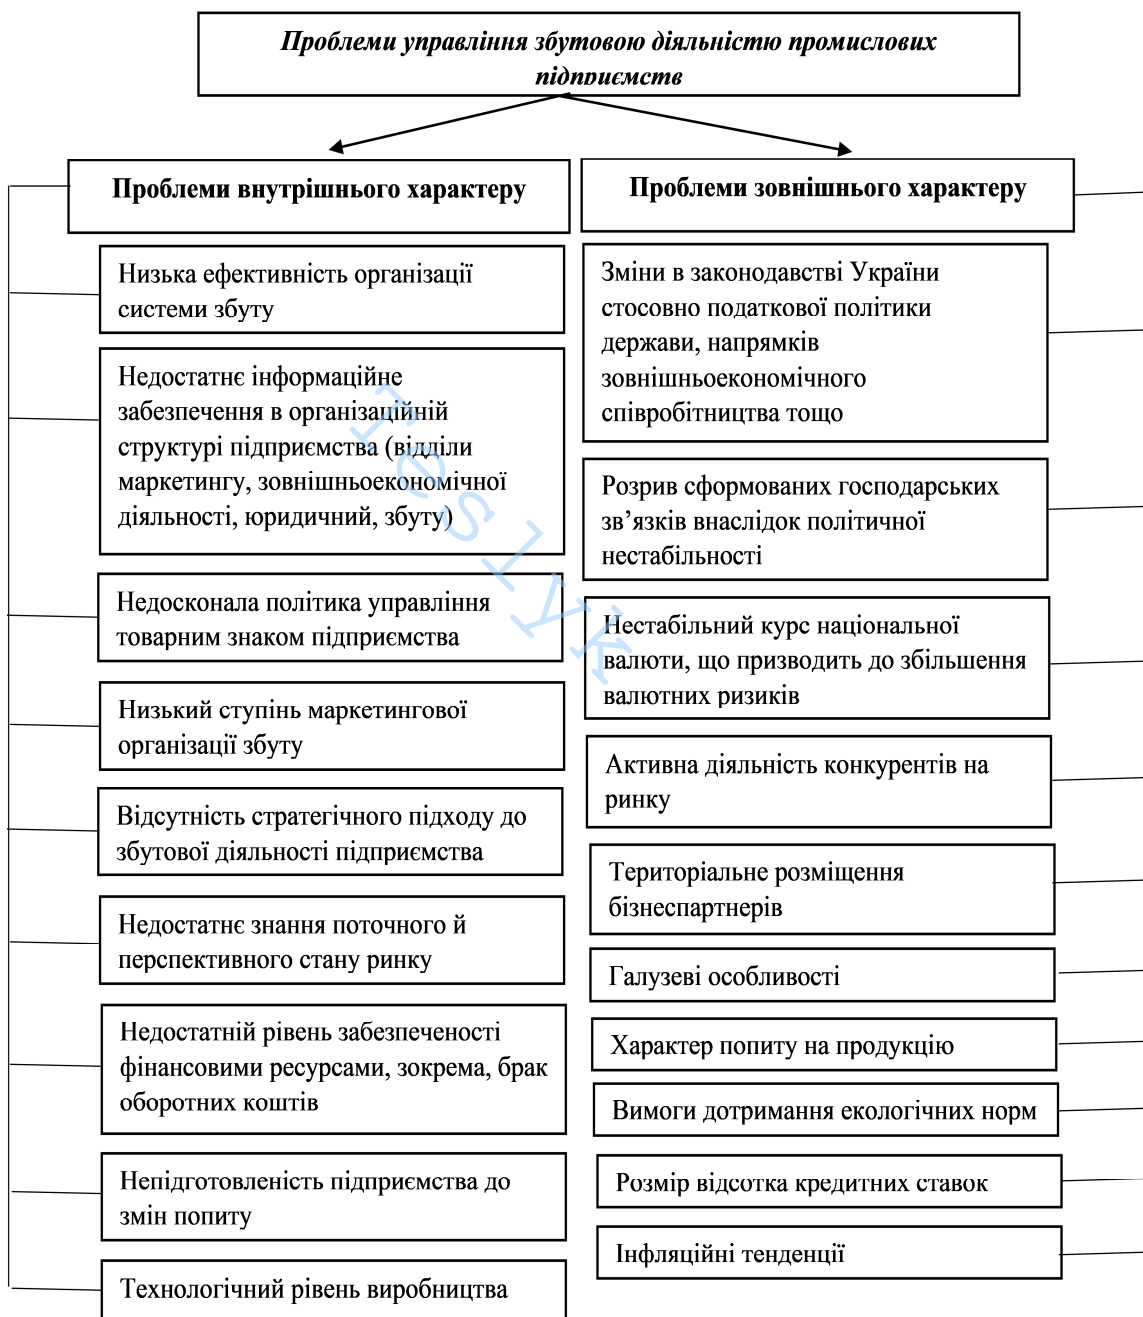 Проблеми управління збутовою діяльністю промислових
підприємств
Проблеми внутрішнього характеру
Низька ефективність організації
системи збуту
Недостатнє інформаційне
забезпечення в організаційній
структурі підприємства (відділи
маркетингу, зовнішньоекономічної
діяльності, юридичний, збуту)
Недосконала політика управління
товарним знаком підприємства
Низький ступінь маркетингової
організації збуту
Відсутність стратегічного підходу до
збутової діяльності підприємства
Недостатнє знання поточного й
перспективного стану ринку
Недостатній рівень забезпеченості
фінансовими ресурсами, зокрема, брак
оборотних коштів
Непідготовленість підприємства до
змін попиту
Технологічний рівень виробництва
Проблеми зовнішнього характеру
Зміни в законодавстві України
стосовно податкової політики
держави, напрямків
зовнішньоекономічного
співробітництва тощо
Розрив сформованих господарських
зв’язків внаслідок політичної
нестабільності
Нестабільний курс національної
валюти, що призводить до збільшення
валютних ризиків
Активна діяльність конкурентів на
ринку
Територіальне розміщення
бізнеспартнерів
Галузеві особливості
Характер попиту на продукцію
Вимоги дотримання екологічних норм
Розмір відсотка кредитних ставок
Інфляційні тенденції
Teslyk